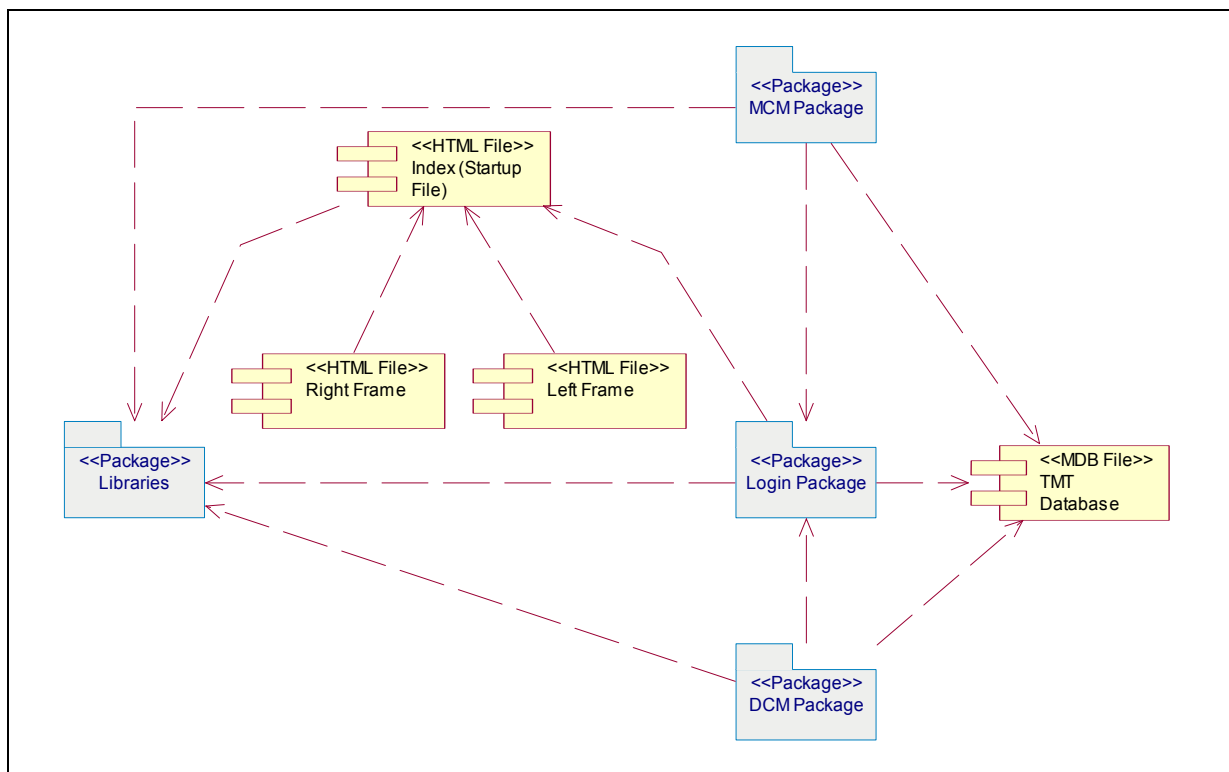 <<Package>>
MCM Package
<<HTML File>>
Index (Startup
File)
<<HTML File>>
Right Frame
<<HTML File>>
Left Frame
<<Package>>
Libraries
<<Package>>
Login Package
<<MDB File>>
TMT
Database
<<Package>>
DCM Package